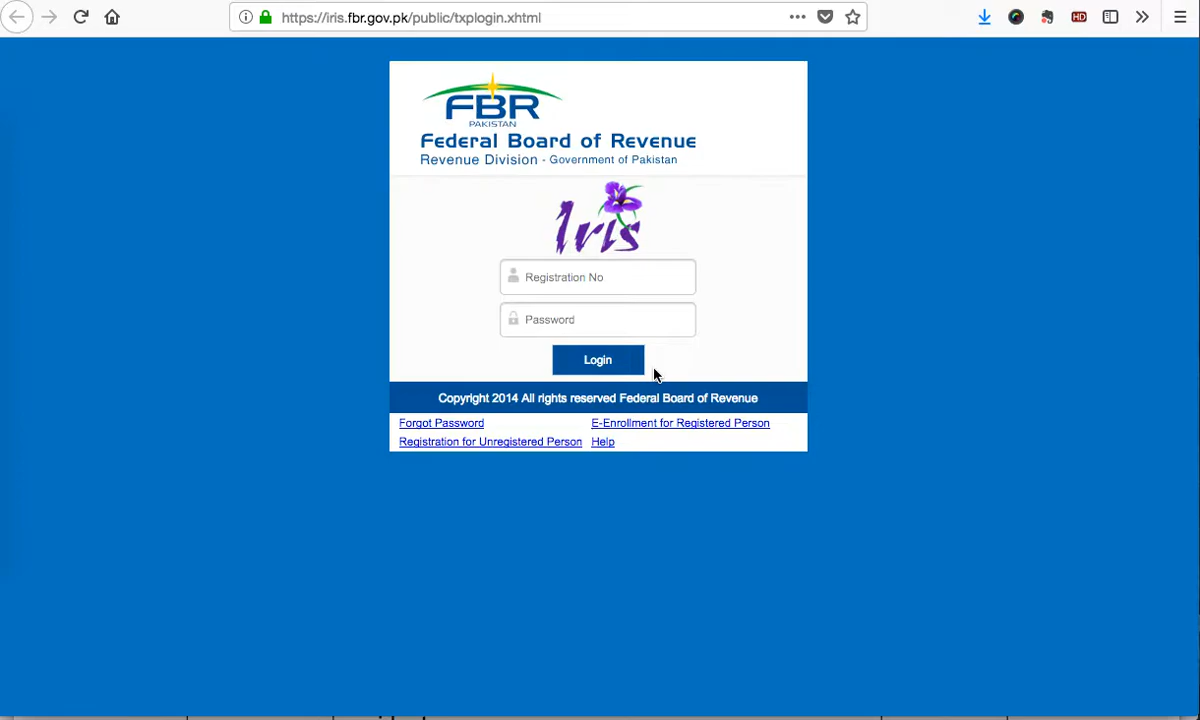 https://iris.fbr.gov.pk/public/txplogin.xhtml
HD
FBR
PAKISTAN
Federal Board of Revenue
Revenue Division - Government of Pakistan
Iris
Registration No
Password
Login
Copyright 2014 All rights reserved Federal Board of Revenue
Forgot Password E-Enrollment for Registered Person
Registration for Unregistered Person Help